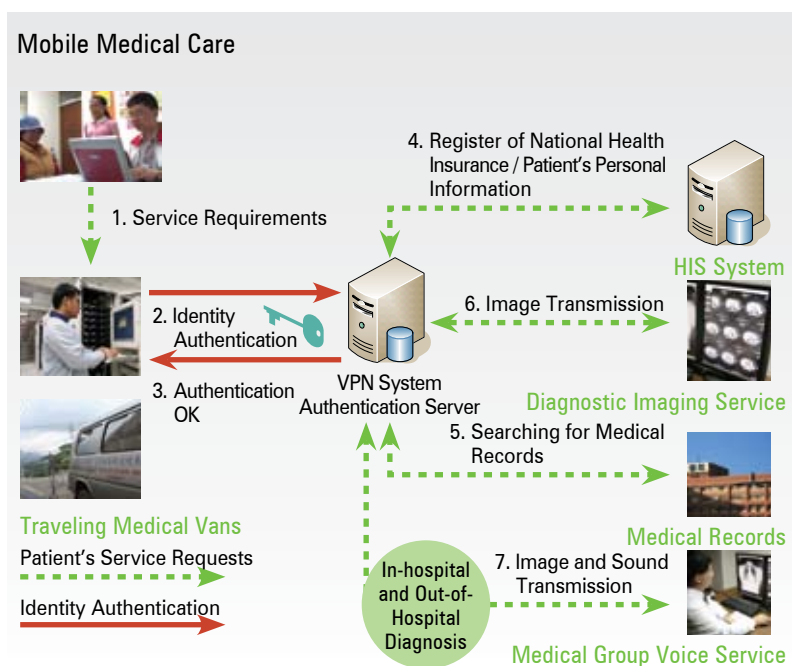 Mobile Medical Care
1. Service Requirements
2. Identity
Authentication
3. Authentication
OK
VPN System
Authentication Server
4. Register of National Health
Insurance / Patient's Personal
Information
HIS System
6. Image Transmission
Diagnostic Imaging Service
5. Searching for Medical
Records
Medical Records
Traveling Medical Vans
Patient's Service Requests
Identity Authentication
In-hospital
and Out-of-
Hospital
Diagnosis
7. Image and Sound
Transmission
Medical Group Voice Service